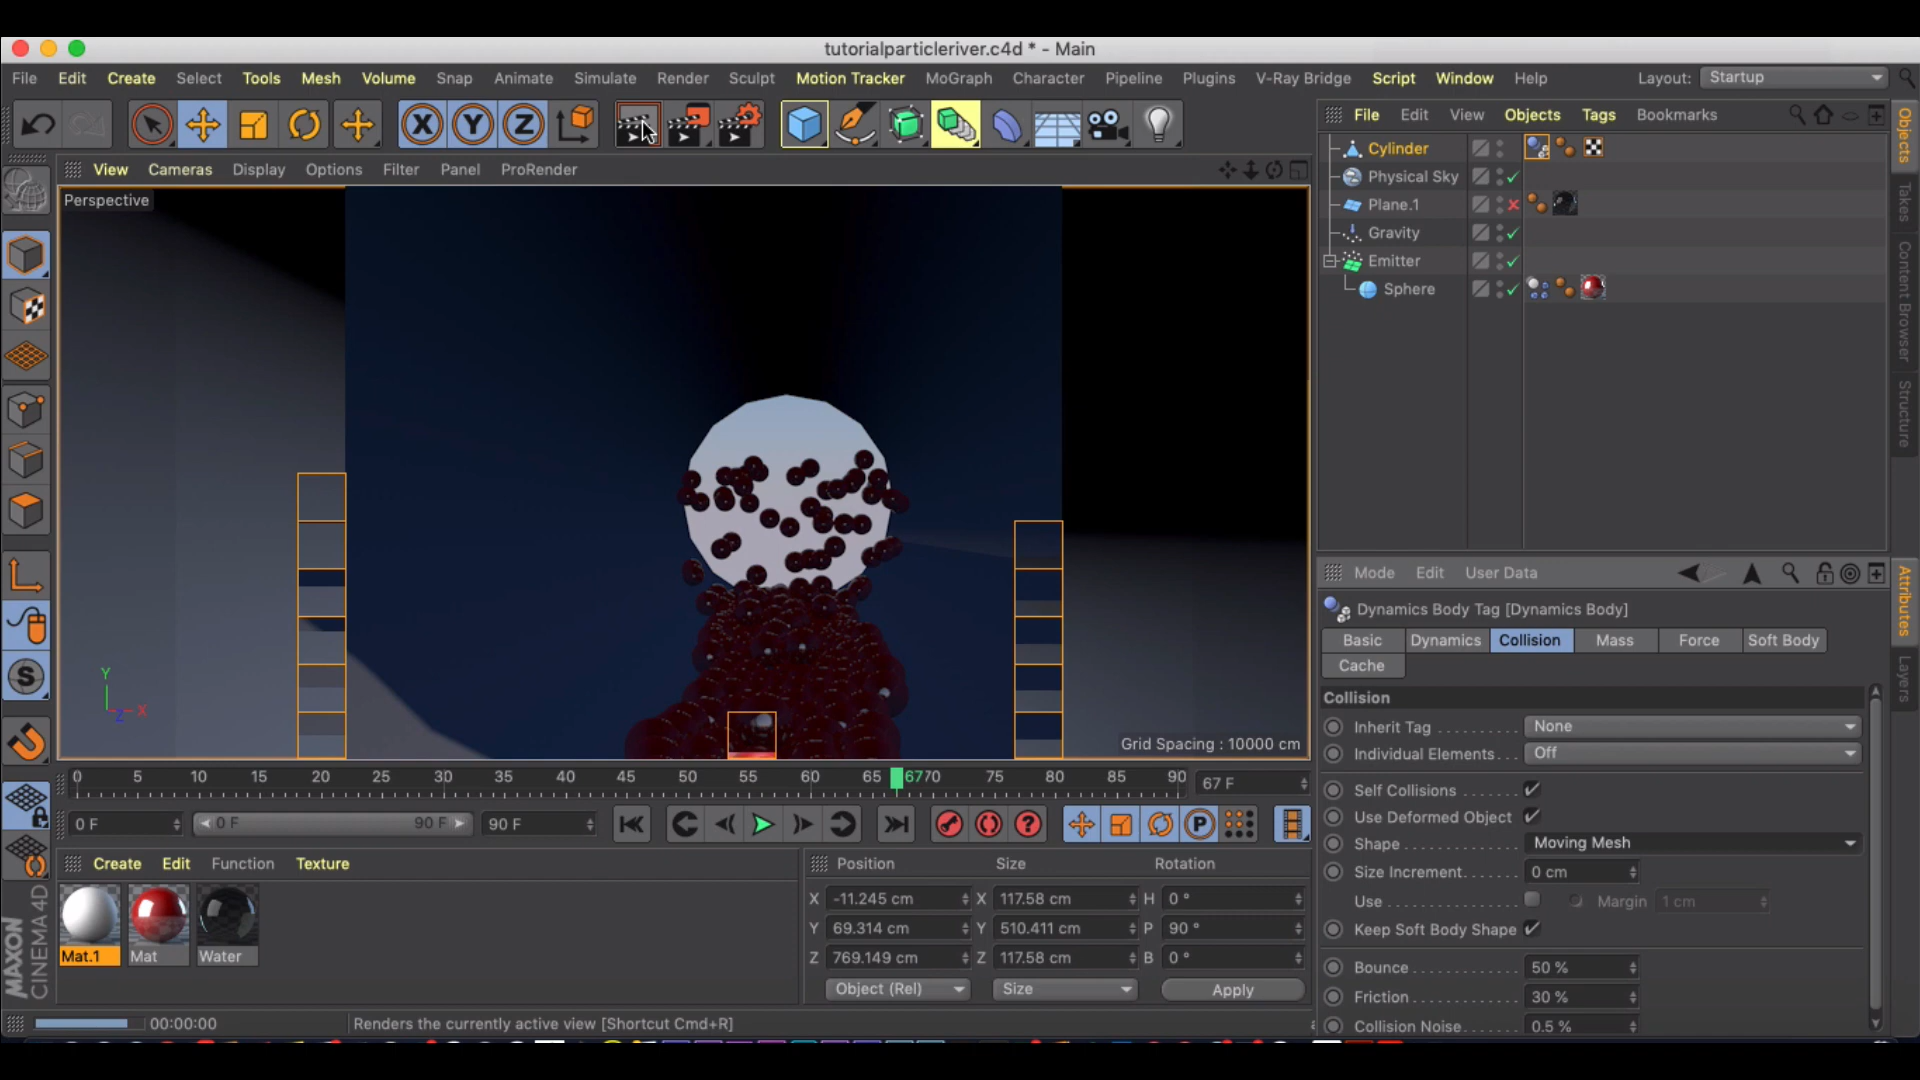 tutorialparticleriver.c4d * - Main
File Edit Create Select Tools Mesh Volume Snap Animate Simulate Render Sculpt Motion Tracker MoGraph Character Pipeline Plugins V-Ray Bridge Script Window Help Layout: Startup
X Y Z
File Edit View Objects Tags Bookmarks
View Cameras Display Options Filter Panel ProRender
Perspective
Cylinder
Physical Sky
Plane.1
Gravity
Emitter
Sphere
Objects
Takes
Content Browser
Structure
Y
Z X
Grid Spacing : 10000 cm
Mode Edit User Data
Dynamics Body Tag [Dynamics Body]
Basic Dynamics Collision Mass Force Soft Body
Cache
Attributes
Layers
Collision
Inherit Tag None
Individual Elements Off
Self Collisions
Use Deformed Object
Shape Moving Mesh
Size Increment 0 cm
Use Margin 1 cm
Keep Soft Body Shape
Bounce 50 %
Friction 30 %
Collision Noise 0.5 %
0 5 10 15 20 25 30 35 40 45 50 55 60 65 6770 75 80 85 90 67 F
0 F 0 F 90 F 90 F
P
S
Create Edit Function Texture
Mat.1 Mat Water
Position Size Rotation
X -11.245 cm X 117.58 cm H 0 °
Y 69.314 cm Y 510.411 cm P 90 °
Z 769.149 cm Z 117.58 cm B 0 °
Object (Rel) Size Apply
MAXON
CINEMA4D
00:00:00 Renders the currently active view [Shortcut Cmd+R]